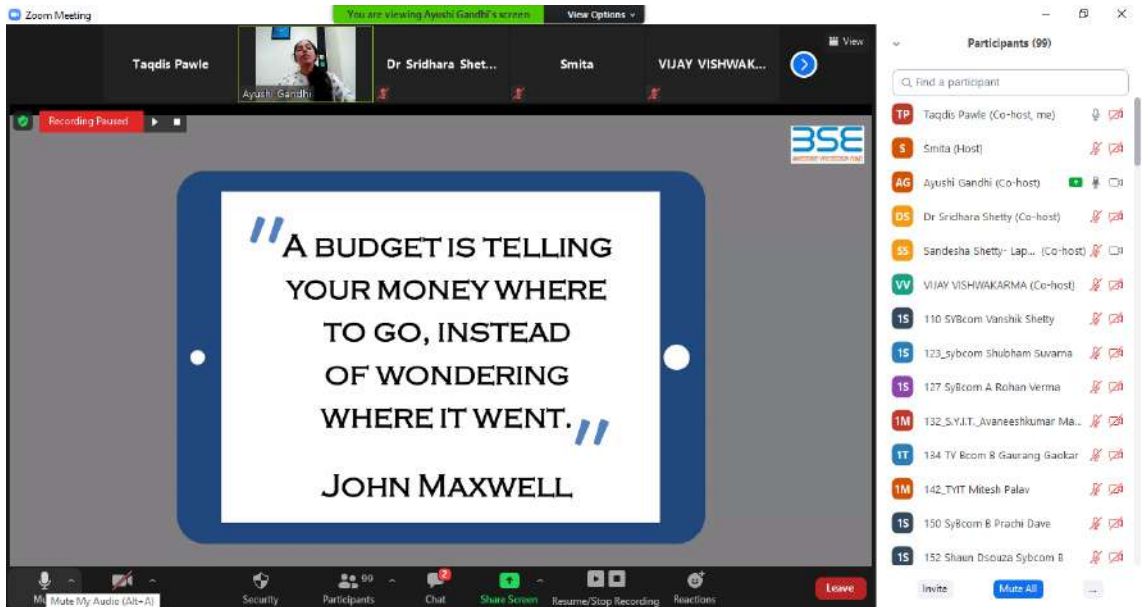 Zoom Meeting
You are viewing Ayushi Gandhi's screen
View Options
Taqdis Pawle
Ayushi Gandhi
Dr Sridhara Shet...
Smita
VIJAY VISHWAK...
View
Recording Paused
BSE
"A BUDGET IS TELLING
YOUR MONEY WHERE
TO GO, INSTEAD
OF WONDERING
WHERE IT WENT."
JOHN MAXWELL
Mute My Audio (Alt+A)
Security
99
Participants
2
Chat
Share Screen
Resume/Stop Recording
Reactions
Leave
Participants (99)
Find a participant
TP Taqdis Pawle (Co-host, me)
S Smita (Host)
AG Ayushi Gandhi (Co-host)
DS Dr Sridhara Shetty (Co-host)
SS Sandesha Shetty- Lap... (Co-host)
VV VIJAY VISHWAKARMA (Co-host)
1S 110 SYBcom Vanshik Shetty
1S 123_sybcom Shubham Suvarna
1S 127 SyBcom A Rohan Verma
1M 132_S.Y.I.T._Avaneeshkumar Ma...
1T 134 TY Bcom B Gaurang Gaokar
1M 142_TYIT Mitesh Palav
1S 150 SyBcom B Prachi Dave
1S 152 Shaun Dsouza Sybcom B
Invite
Mute All
...